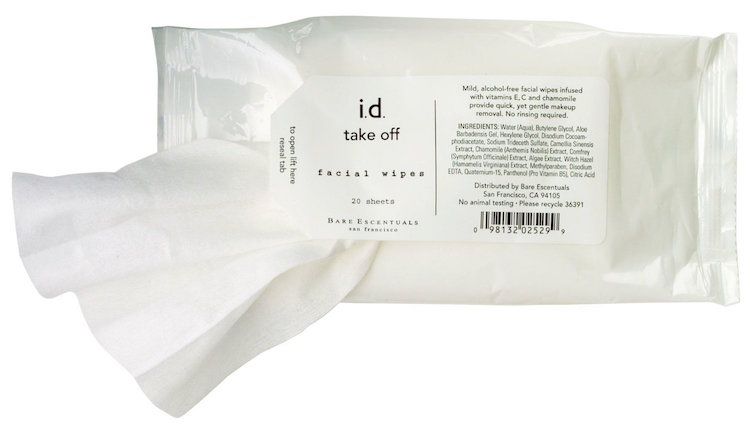 to open lift here
reseal tab
i.d.
take off
facial wipes
20 sheets
BARE ESCENTUALS
san francisco
Mild, alcohol-free facial wipes infused
with vitamins E, C and chamomile
provide quick, yet gentle makeup
removal. No rinsing required.
INGREDIENTS: Water (Aqua), Butylene Glycol, Aloe
Barbadensis Gel, Hexylene Glycol, Disodium Cocoam-
phodiacetate, Sodium Trideceth Sulfate, Camellia Sinensis
Extract, Chamomile (Anthemis Nobilis) Extract, Comfrey
(Symphytum Officinale) Extract, Algae Extract, Witch Hazel
(Hamamelis Virginiana) Extract, Methylparaben, Disodium
EDTA, Quaternium-15, Panthenol (Pro Vitamin B5), Citric Acid
Distributed by Bare Escentuals
San Francisco, CA 94105
No animal testing • Please recycle 36391
0 98132 02529 9